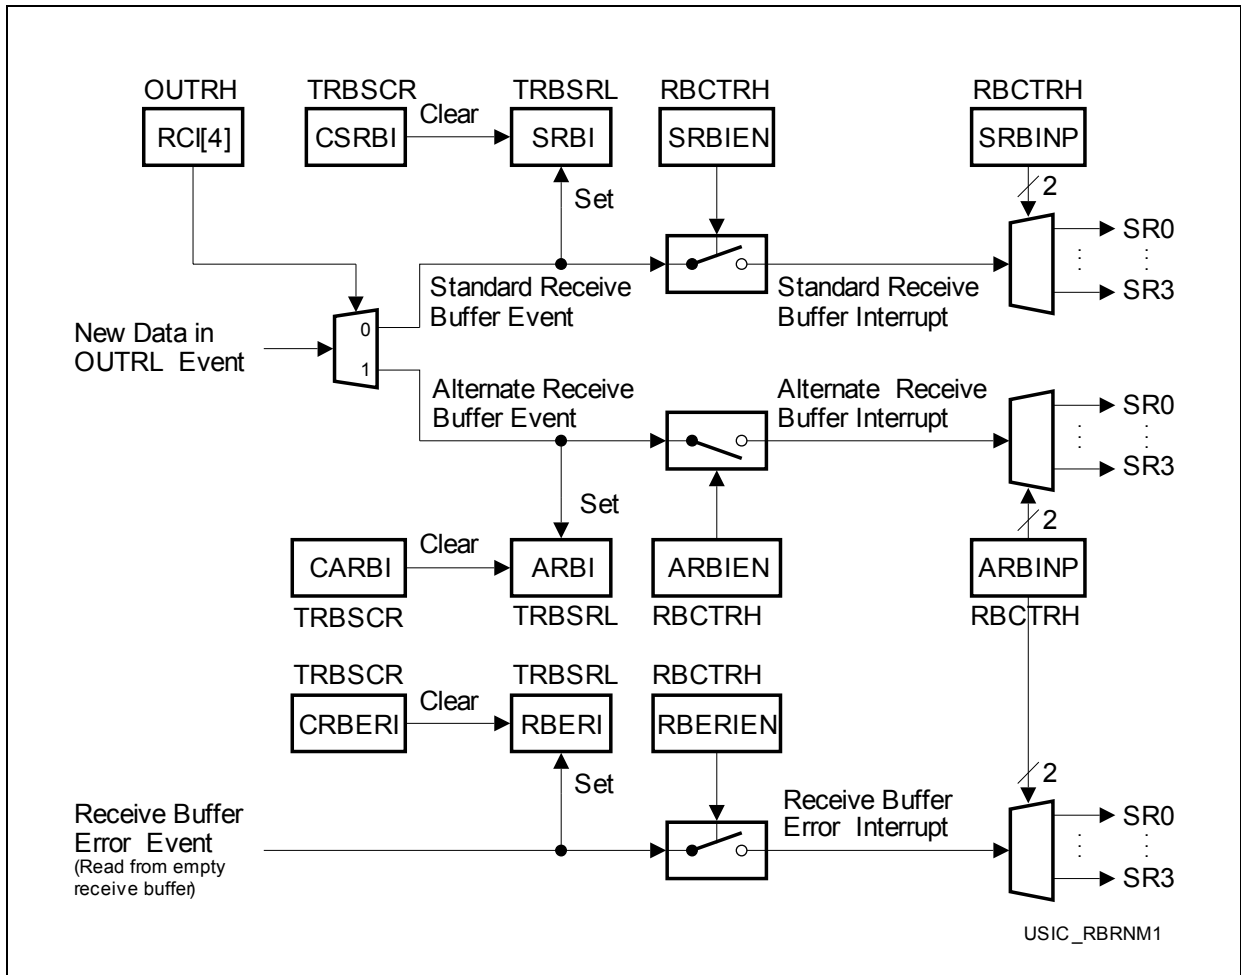 OUTRH TRBSCR TRBSRL RBCTRH RBCTRH
RCI[4] CSRBI Clear SRBI SRBIEN SRBINP
Set 2
SR0
SR3
Standard Receive
Buffer Event
Standard Receive
Buffer Interrupt
New Data in
OUTRL Event
0
1
Alternate Receive
Buffer Event
Alternate Receive
Buffer Interrupt
SR0
SR3
Set 2
CARBI Clear ARBI ARBIEN ARBINP
TRBSCR TRBSRL RBCTRH RBCTRH
TRBSCR TRBSRL RBCTRH
CRBERI Clear RBERI RBERIEN
Set 2
Receive Buffer
Error Event
(Read from empty
receive buffer)
Receive Buffer
Error Interrupt
SR0
SR3
USIC_RBRNM1